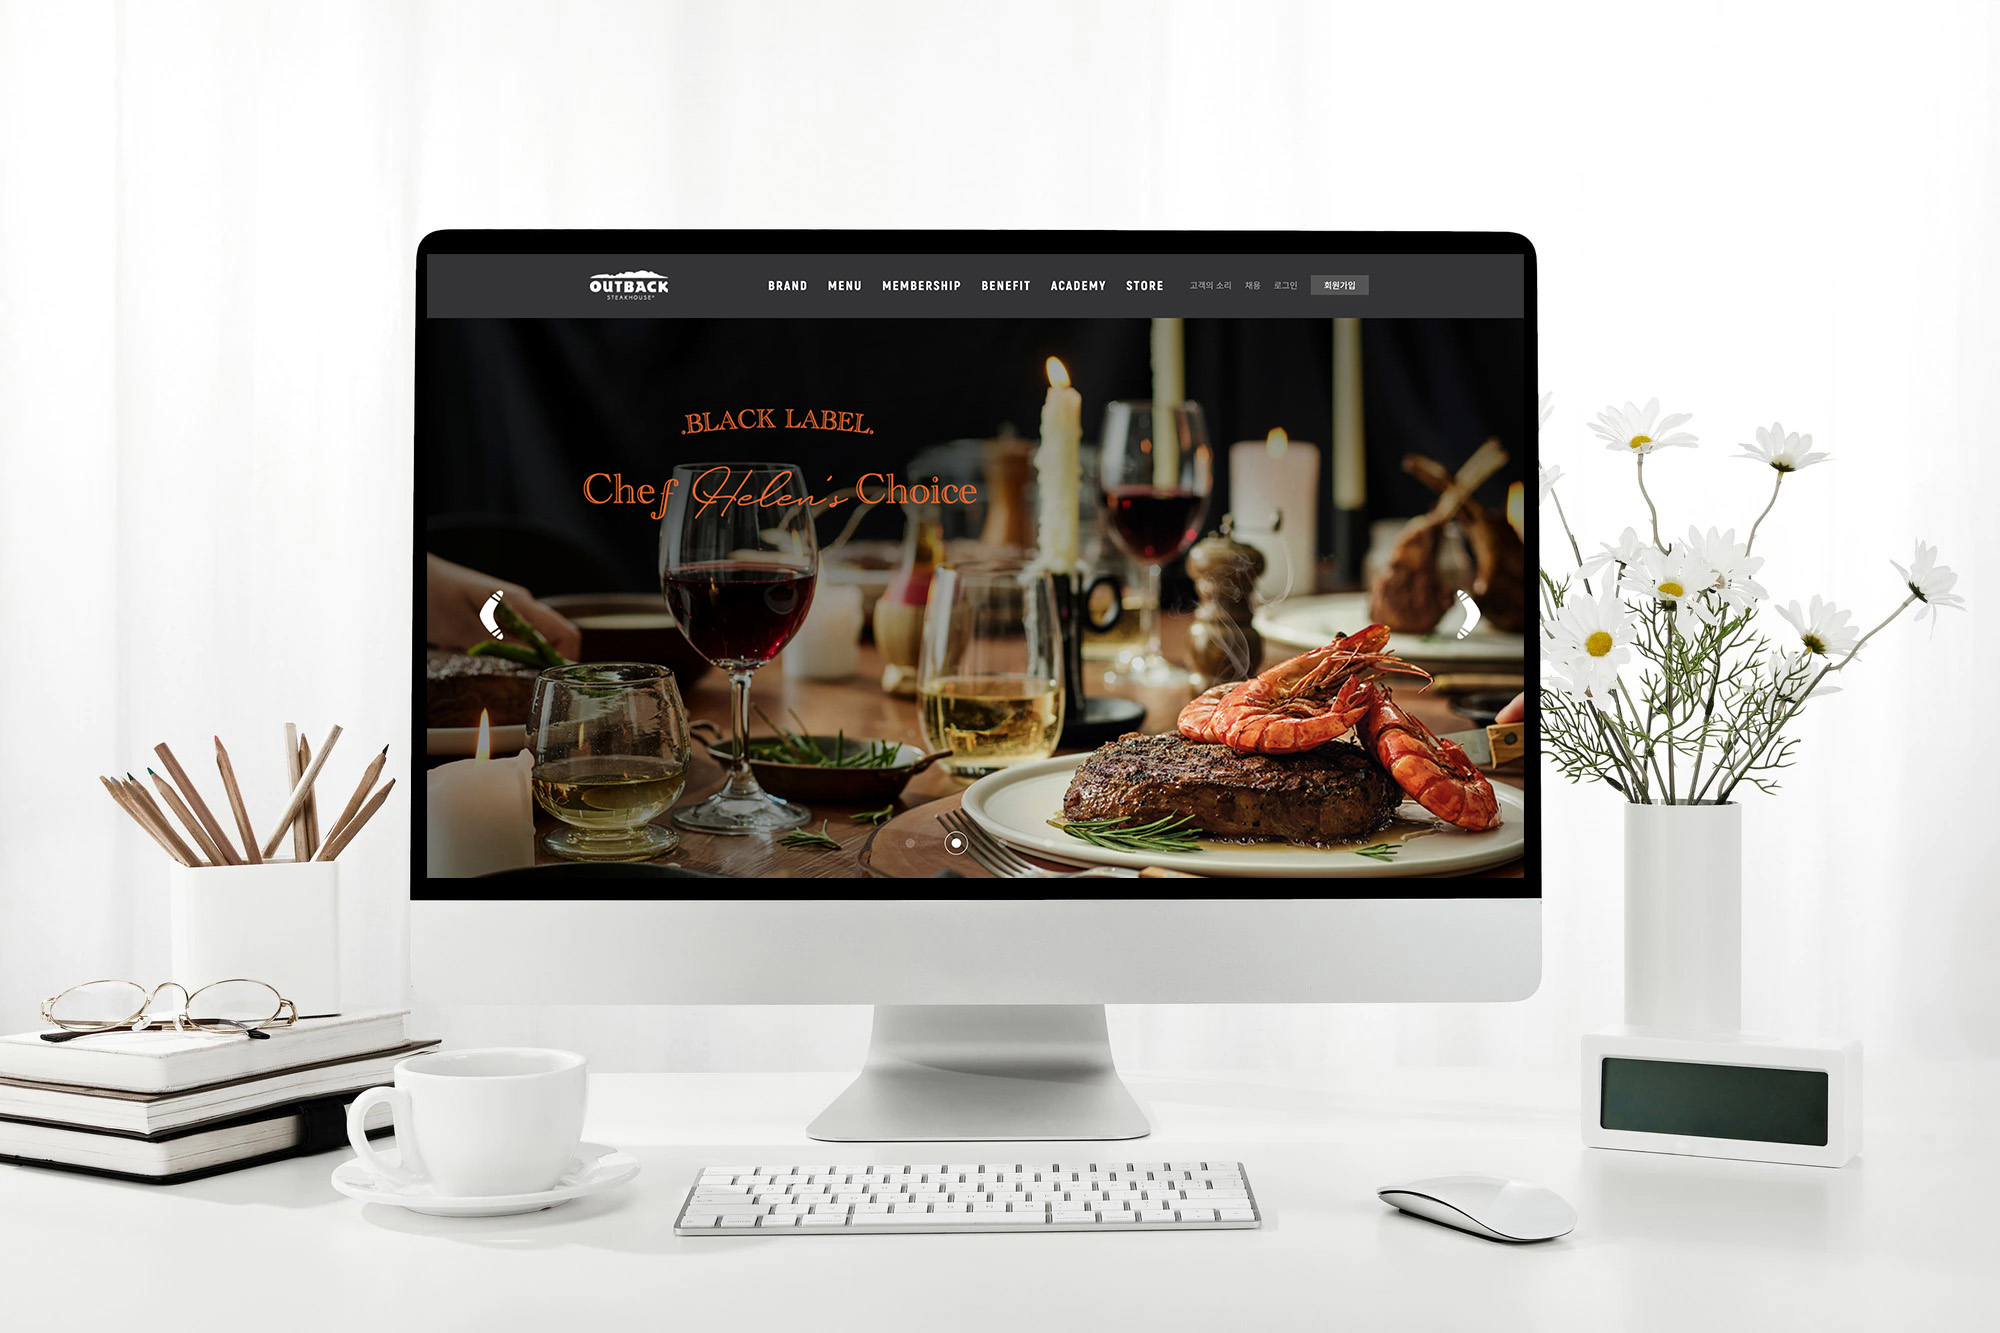 OUTBACK
STEAKHOUSE
BRAND MENU MEMBERSHIP BENEFIT ACADEMY STORE 고객의 소리 채용 로그인 회원가입
BLACK LABEL
Chef Helen's Choice